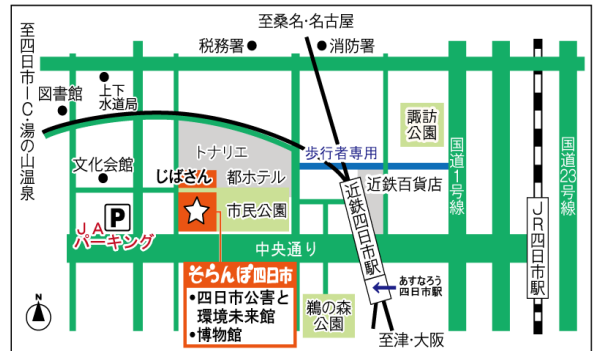 至桑名・名古屋
税務署
消防署
至四日市IC・湯の山温泉
図書館
上下
水道局
諏訪
公園
トナリエ
歩行者専用
国道1号線
国道23号線
文化会館
じばさん
都ホテル
近鉄百貨店
P
JA
パーキング
市民公園
近鉄四日市駅
JR四日市駅
中央通り
そらんぽ四日市
•四日市公害と
環境未来館
•博物館
あすなろう
四日市駅
鵜の森
公園
N
至津・大阪